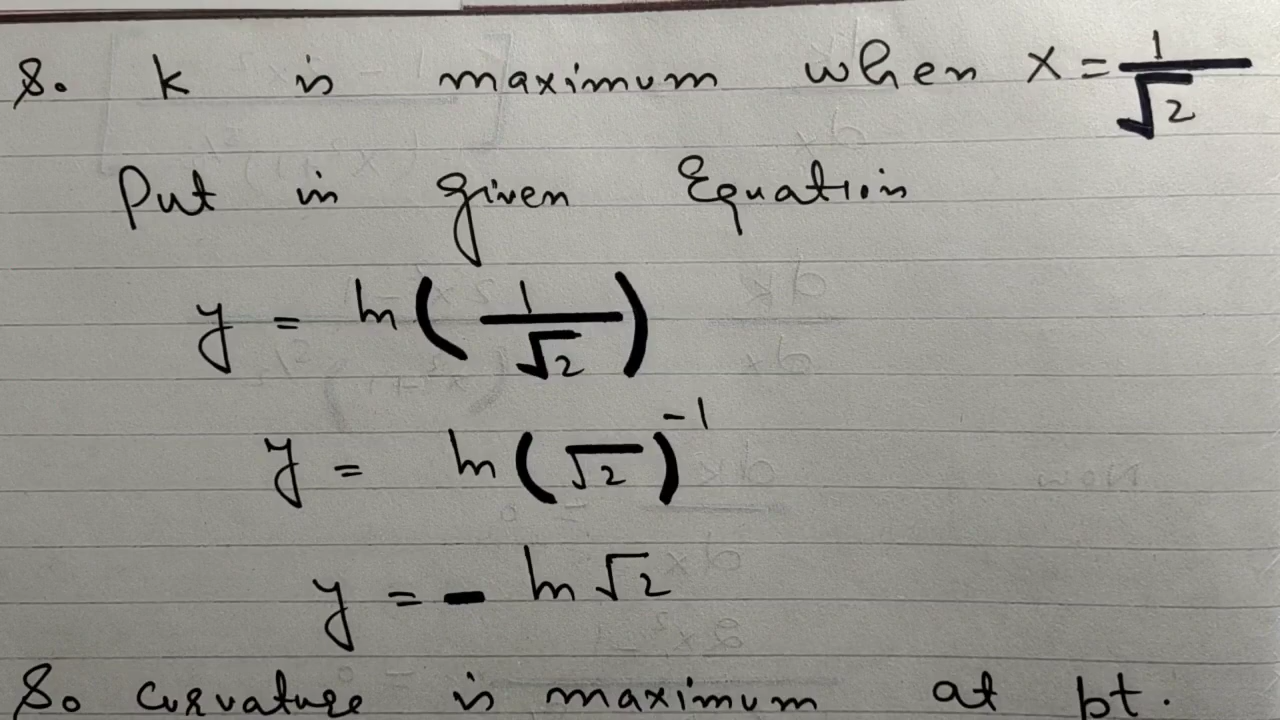 So k is maximum when x = 1/√2
Put in given Equation
y = ln(1/√2)
y = ln(√2)^-1
y = - ln √2
So curvature is maximum at pt.